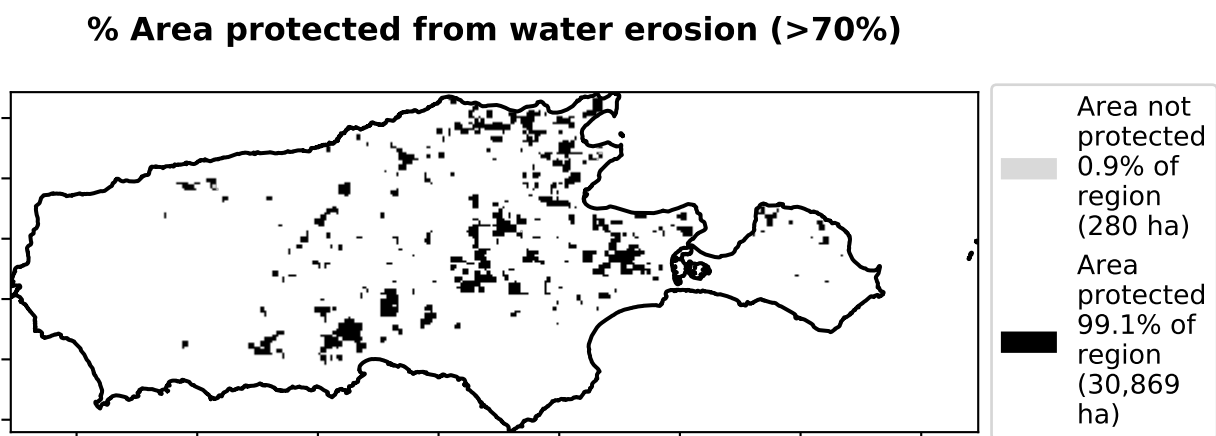 % Area protected from water erosion (>70%)
Area not
protected
0.9% of
region
(280 ha)
Area
protected
99.1% of
region
(30,869
ha)